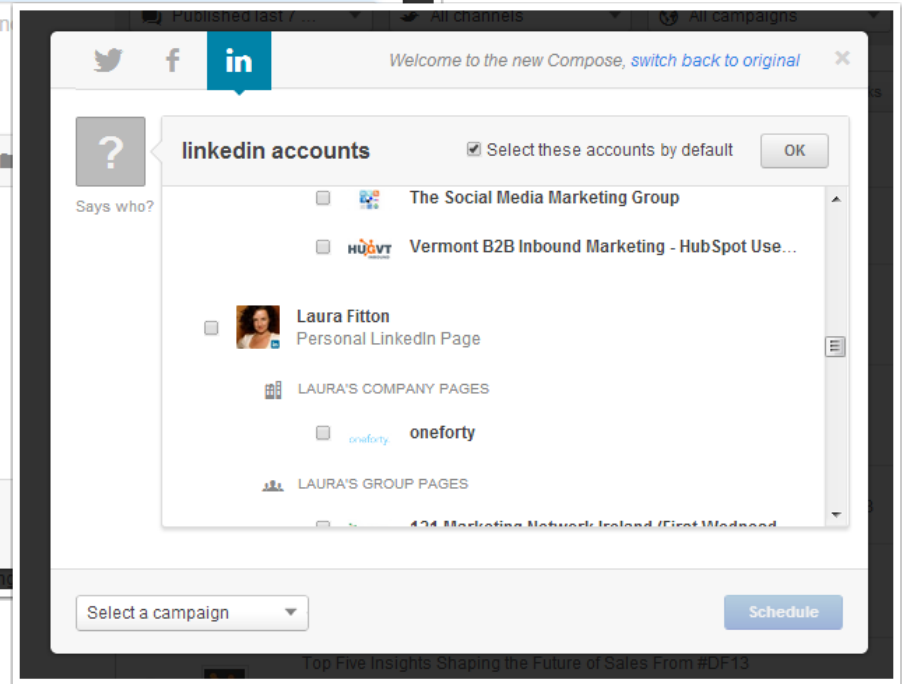 Published last 7 ...
All channels
All campaigns
in
Welcome to the new Compose, switch back to original
?
Says who?
linkedin accounts
Select these accounts by default
OK
The Social Media Marketing Group
HUGVT
Vermont B2B Inbound Marketing - HubSpot Use...
Laura Fitton
Personal LinkedIn Page
LAURA'S COMPANY PAGES
oneforty
oneforty
LAURA'S GROUP PAGES
Select a campaign
Schedule
Top Five Insights Shaping the Future of Sales From #DF13